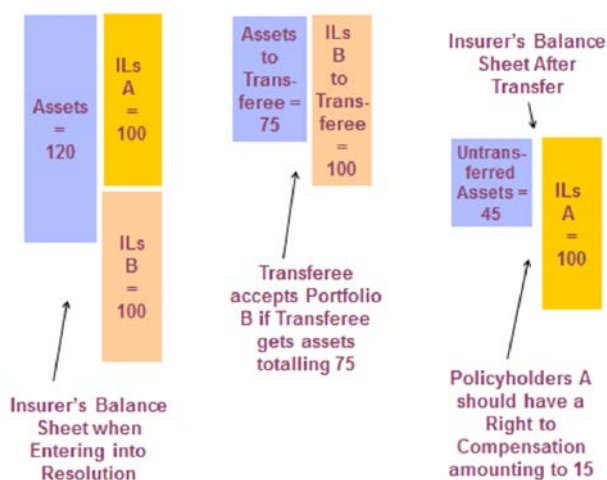 Assets
=
120
ILs
A
=
100
ILs
B
=
100
Insurer's Balance
Sheet when
Entering into
Resolution
Assets
to
Trans-
feree =
75
ILs
B
to
Trans-
feree
=
100
Transferee
accepts Portfolio
B if Transferee
gets assets
totalling 75
Insurer's Balance
Sheet After
Transfer
Untrans-
ferred
Assets =
45
ILs
A
=
100
Policyholders A
should have a
Right to
Compensation
amounting to 15